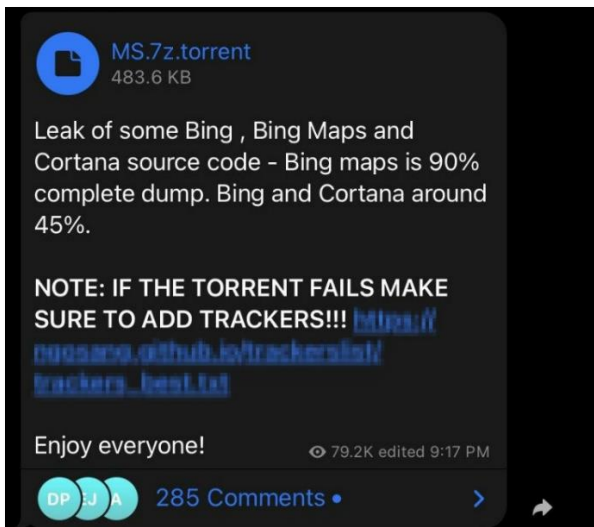 MS.7z.torrent
483.6 KB
Leak of some Bing , Bing Maps and
Cortana source code - Bing maps is 90%
complete dump. Bing and Cortana around
45%.
NOTE: IF THE TORRENT FAILS MAKE
SURE TO ADD TRACKERS!!!
Enjoy everyone!
79.2K edited 9:17 PM
DP EJ A 285 Comments